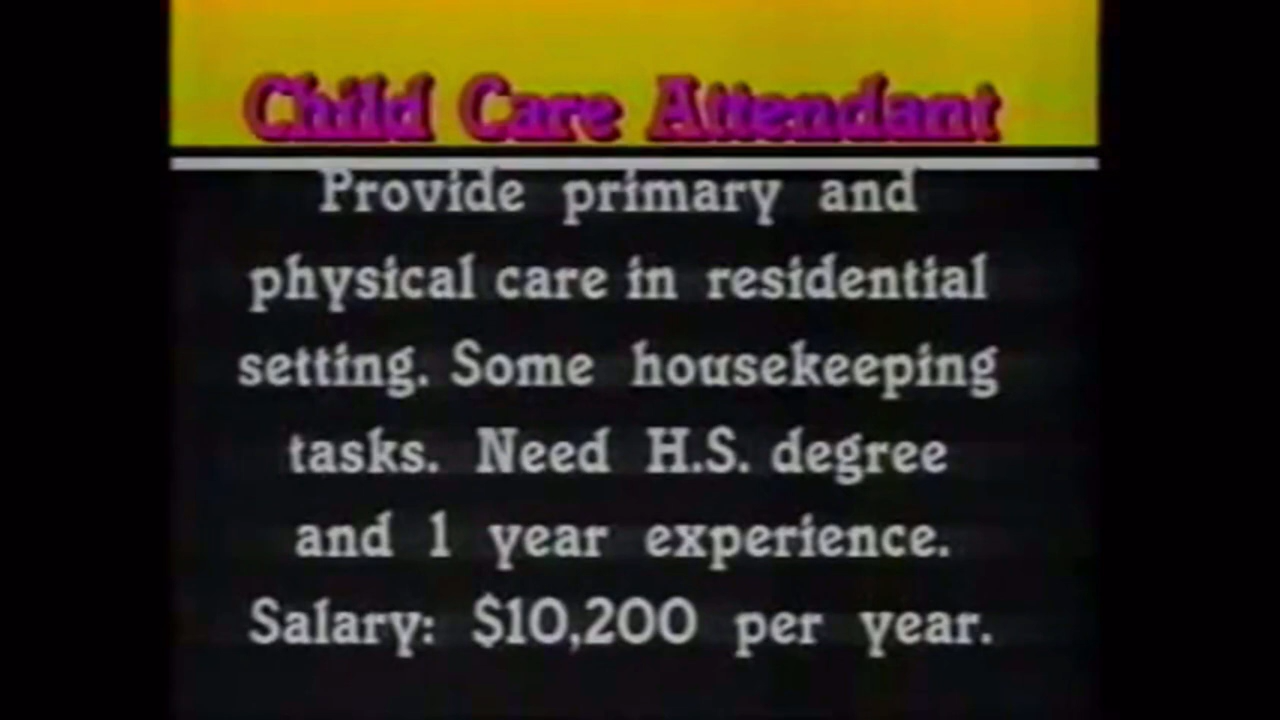 Child Care Attendant
Provide primary and
physical care in residential
setting. Some housekeeping
tasks. Need H.S. degree
and 1 year experience.
Salary: $10,200 per year.